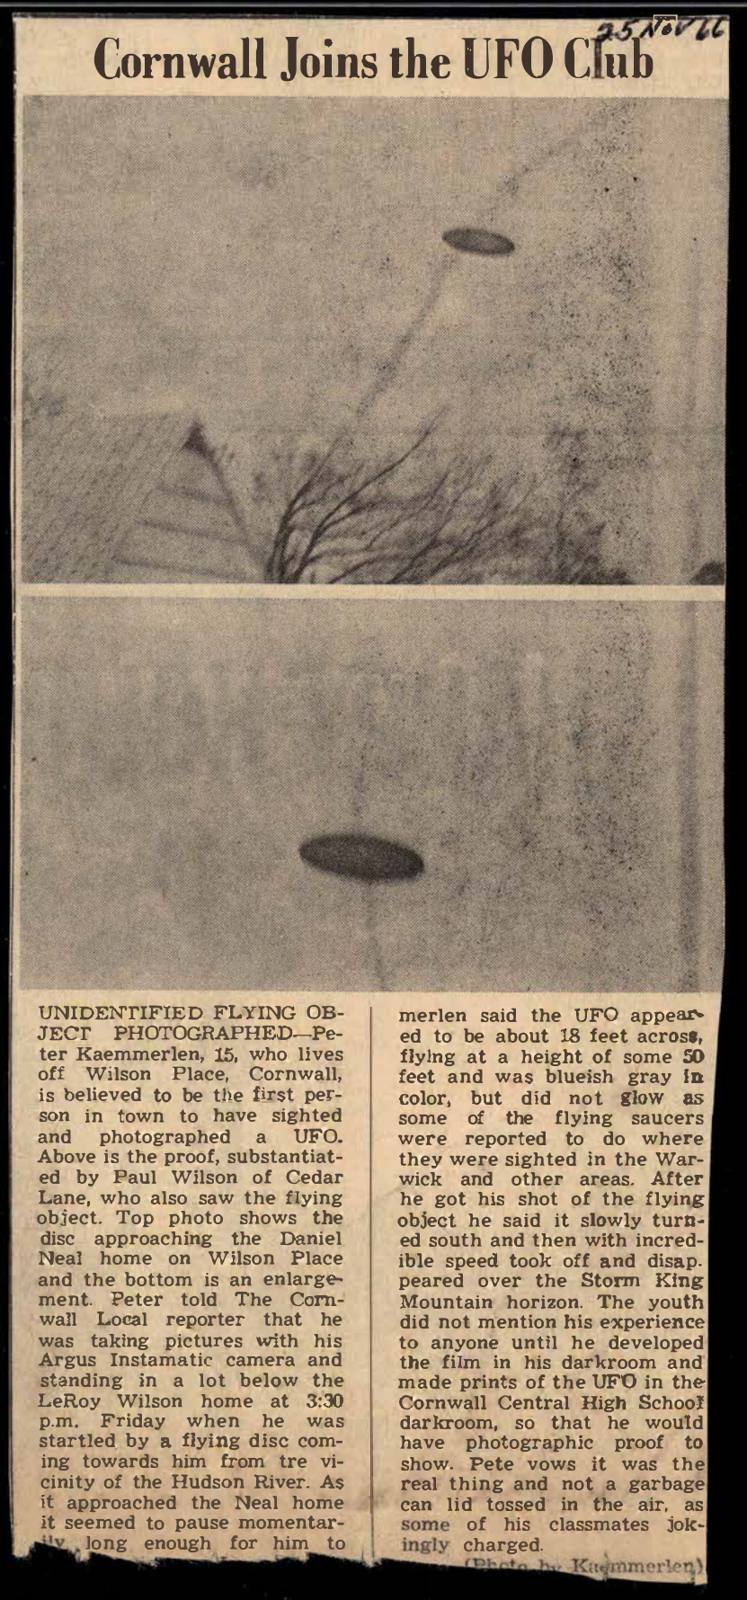 25 NOV 66
Cornwall Joins the UFO Club
UNIDENTIFIED FLYING OB-
JECT PHOTOGRAPHED—Pe-
ter Kaemmerlen, 15, who lives
off Wilson Place, Cornwall,
is believed to be the first per-
son in town to have sighted
and photographed a UFO.
Above is the proof, substantiat-
ed by Paul Wilson of Cedar
Lane, who also saw the flying
object. Top photo shows the
disc approaching the Daniel
Neal home on Wilson Place
and the bottom is an enlarge-
ment. Peter told The Corn-
wall Local reporter that he
was taking pictures with his
Argus Instamatic camera and
standing in a lot below the
LeRoy Wilson home at 3:30
p.m. Friday when he was
startled by a flying disc com-
ing towards him from tre vi-
cinity of the Hudson River. As
it approached the Neal home
it seemed to pause momentar-
ily long enough for him to
merlen said the UFO appear-
ed to be about 18 feet across,
flying at a height of some 50
feet and was blueish gray in
color, but did not glow as
some of the flying saucers
were reported to do where
they were sighted in the War-
wick and other areas. After
he got his shot of the flying
object he said it slowly turn-
ed south and then with incred-
ible speed took off and disap.
peared over the Storm King
Mountain horizon. The youth
did not mention his experience
to anyone until he developed
the film in his darkroom and
made prints of the UFO in the
Cornwall Central High School
darkroom, so that he would
have photographic proof to
show. Pete vows it was the
real thing and not a garbage
can lid tossed in the air, as
some of his classmates jok-
ingly charged.
(Photo by Kaemmerlen)